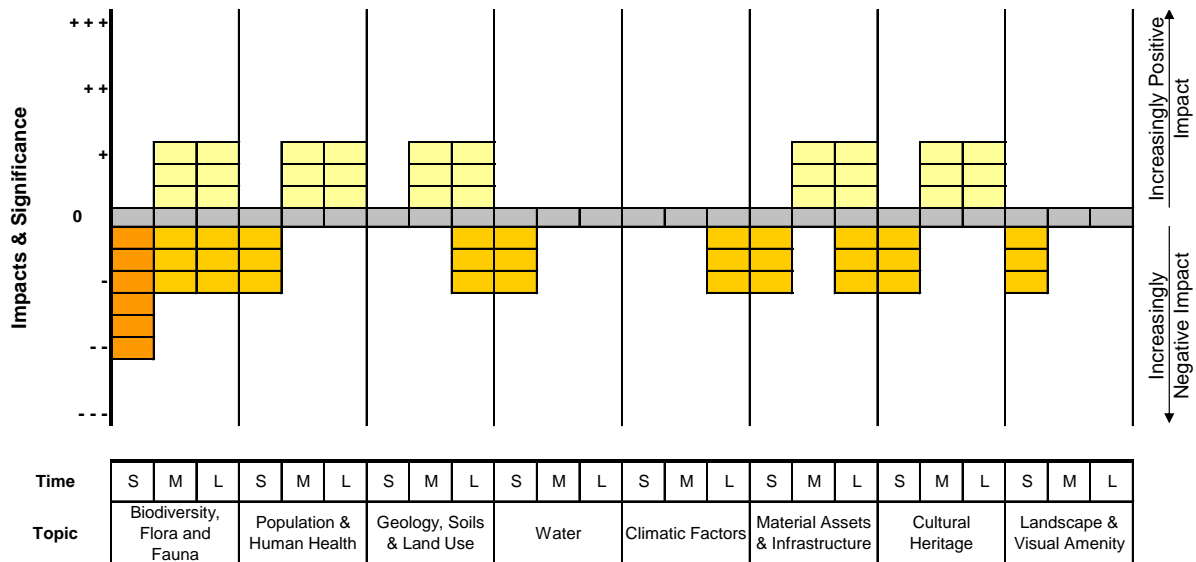 + + +
+ +
+
0
-
- -
- - -
Impacts & Significance
Increasingly Positive
Impact
Increasingly
Negative Impact
Time S M L S M L S M L S M L S M L S M L S M L S M L
Topic
Biodiversity,
Flora and
Fauna
Population &
Human Health
Geology, Soils
& Land Use
Water
Climatic Factors
Material Assets
& Infrastructure
Cultural
Heritage
Landscape &
Visual Amenity